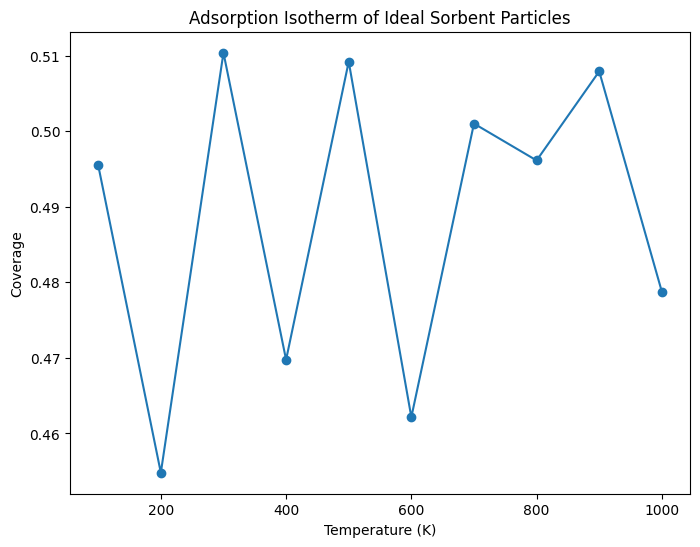 Adsorption Isotherm of Ideal Sorbent Particles
0.51
0.50
0.49
0.48
0.47
0.46
Coverage
200 400 600 800 1000
Temperature (K)